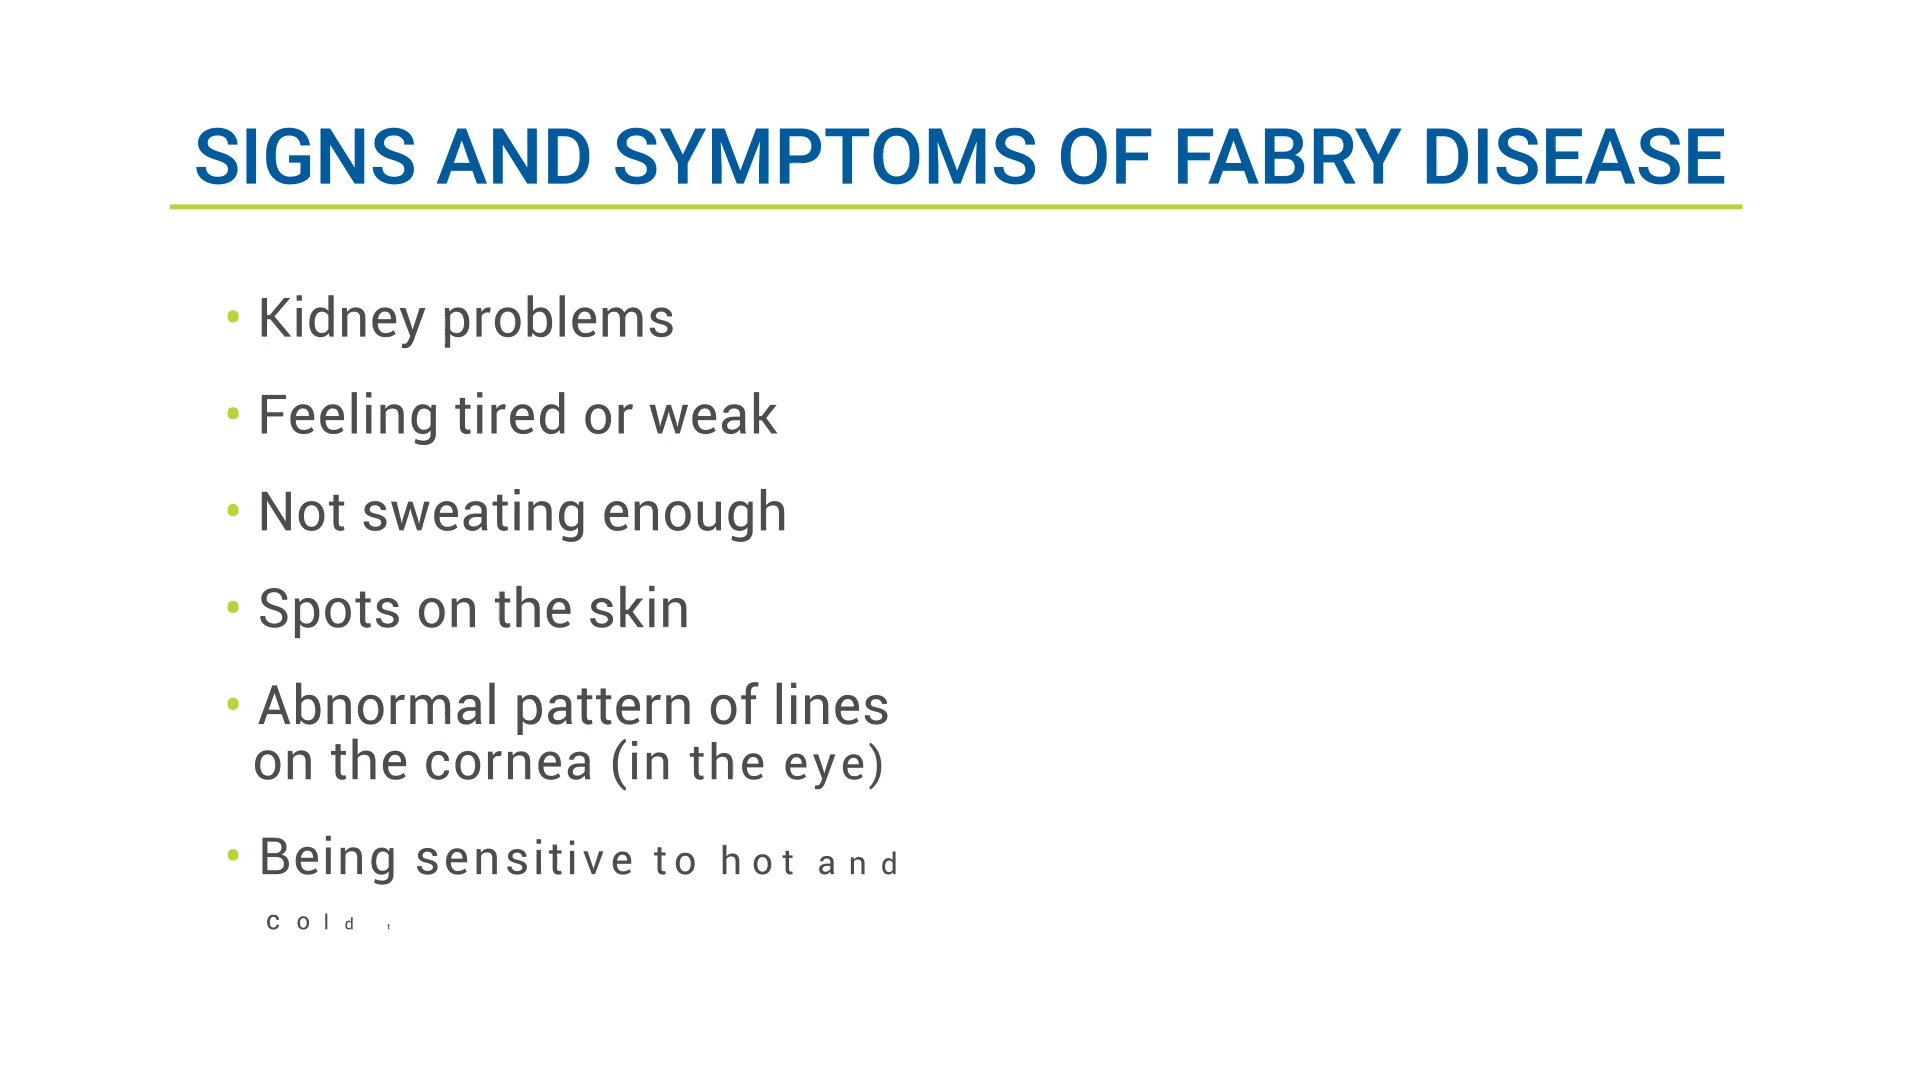 SIGNS AND SYMPTOMS OF FABRY DISEASE
• Kidney problems
• Feeling tired or weak
• Not sweating enough
• Spots on the skin
• Abnormal pattern of lines
on the cornea (in the eye)
• Being sensitive to hot and
cold t